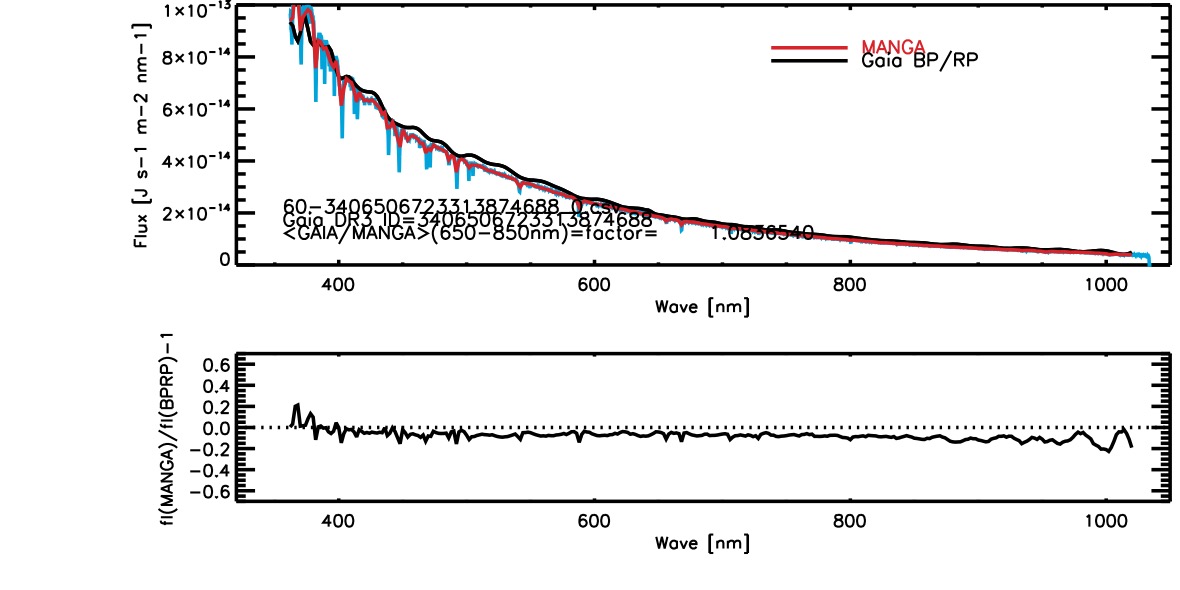 1×10−13
8×10−14
6×10−14
4×10−14
2×10−14
0
Flux [J s−1 m−2 nm−1]
MANGA
Gaia BP/RP
60−3406506723313874688_0.csv
Gaia DR3 ID=3406506723313874688
<GAIA/MANGA>(650−850nm)=factor= 1.0836540
400 600 800 1000
Wave [nm]
fl(MANGA)/fl(BPRP)−1
0.6
0.4
0.2
0.0
−0.2
−0.4
−0.6
400 600 800 1000
Wave [nm]